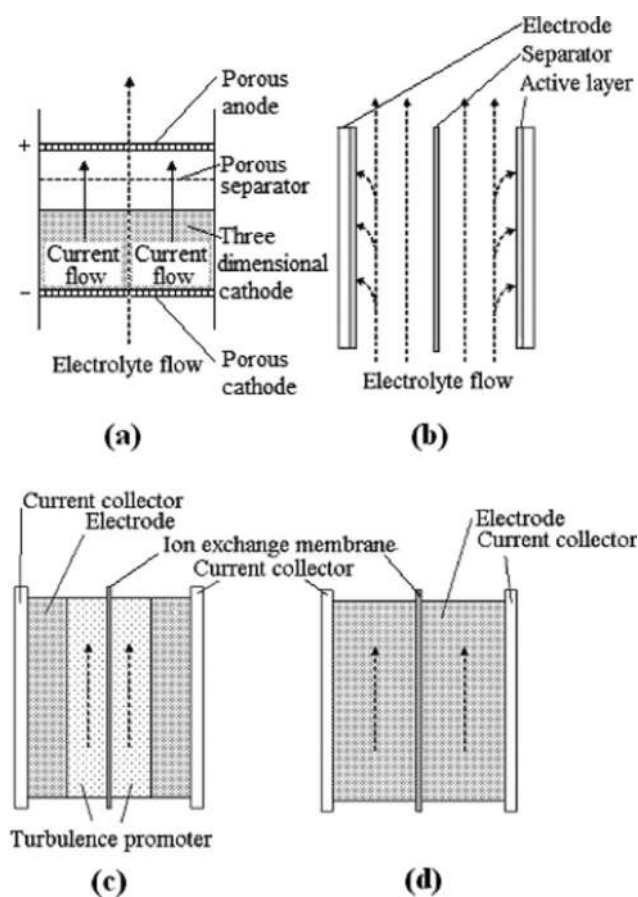 Porous
anode
+
Porous
separator
Current
flow
Current
flow
Three
dimensional
cathode
−
Porous
cathode
Electrolyte flow
(a)
Electrode
Separator
Active layer
Electrolyte flow
(b)
Current collector
Electrode
Ion exchange membrane
Current collector
Turbulence promoter
(c)
Electrode
Current collector
(d)